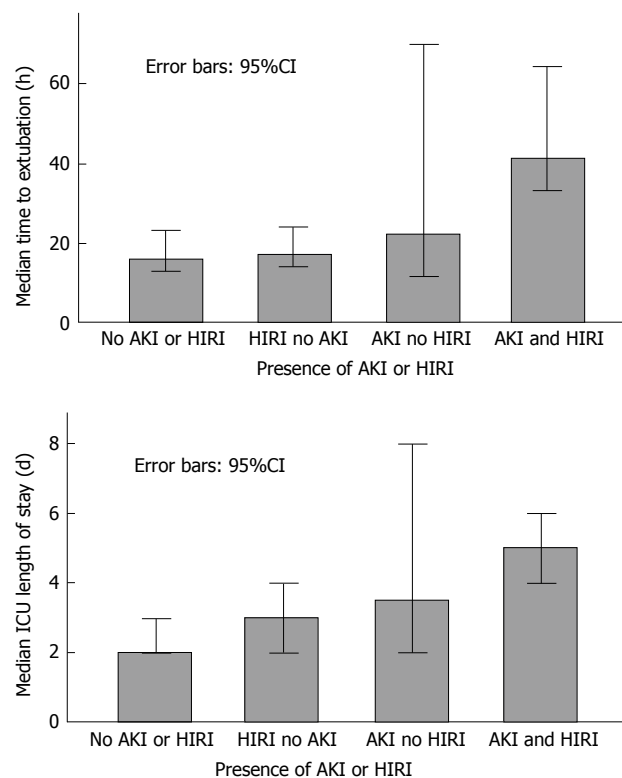 Median time to extubation (h)
60
40
20
0
Error bars: 95%CI
No AKI or HIRI
HIRI no AKI
AKI no HIRI
AKI and HIRI
Presence of AKI or HIRI
Median ICU length of stay (d)
8
6
4
2
0
Error bars: 95%CI
No AKI or HIRI
HIRI no AKI
AKI no HIRI
AKI and HIRI
Presence of AKI or HIRI